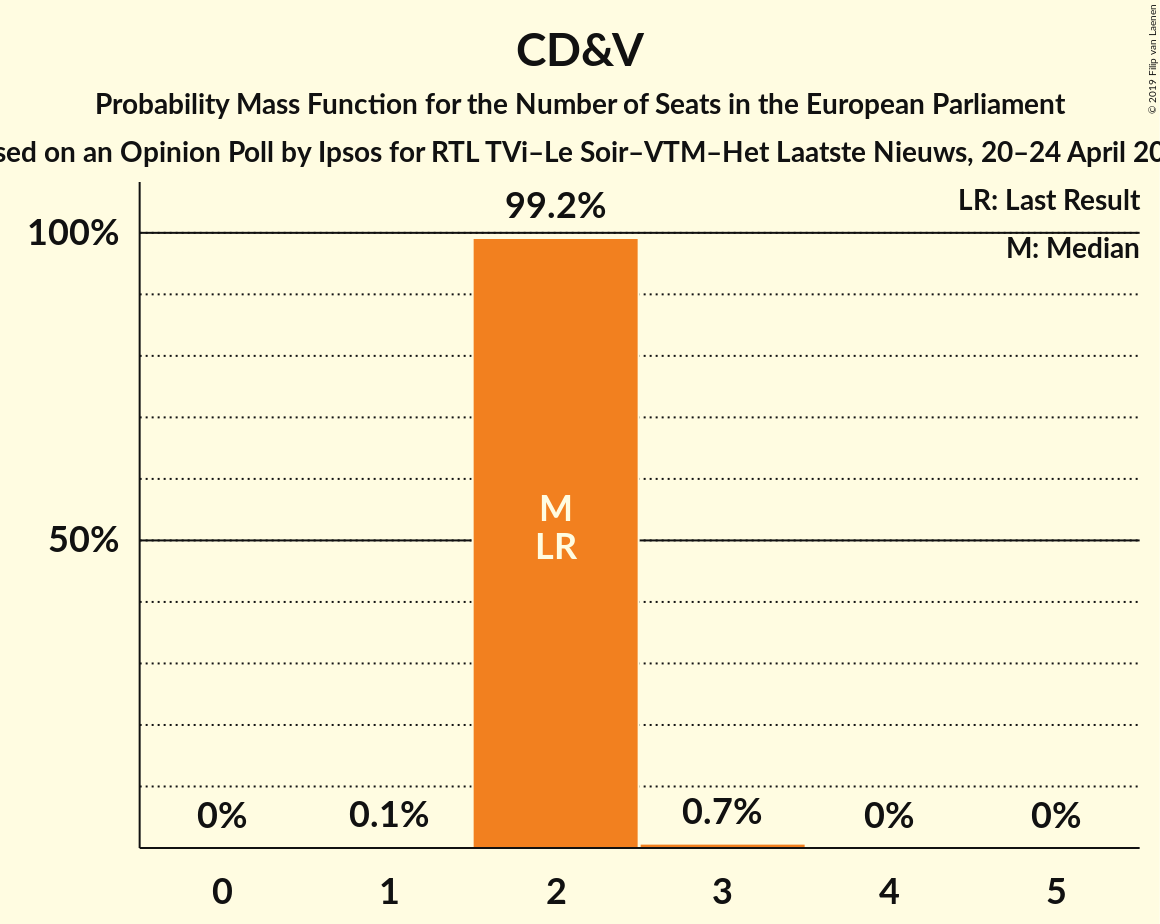 CD&V
Probability Mass Function for the Number of Seats in the European Parliament
sed on an Opinion Poll by Ipsos for RTL TVi–Le Soir–VTM–Het Laatste Nieuws, 20–24 April 20
© 2019 Filip van Laenen
LR: Last Result
M: Median
100%
50%
99.2%
M
LR
0%
0.1%
0.7%
0%
0%
0
1
2
3
4
5